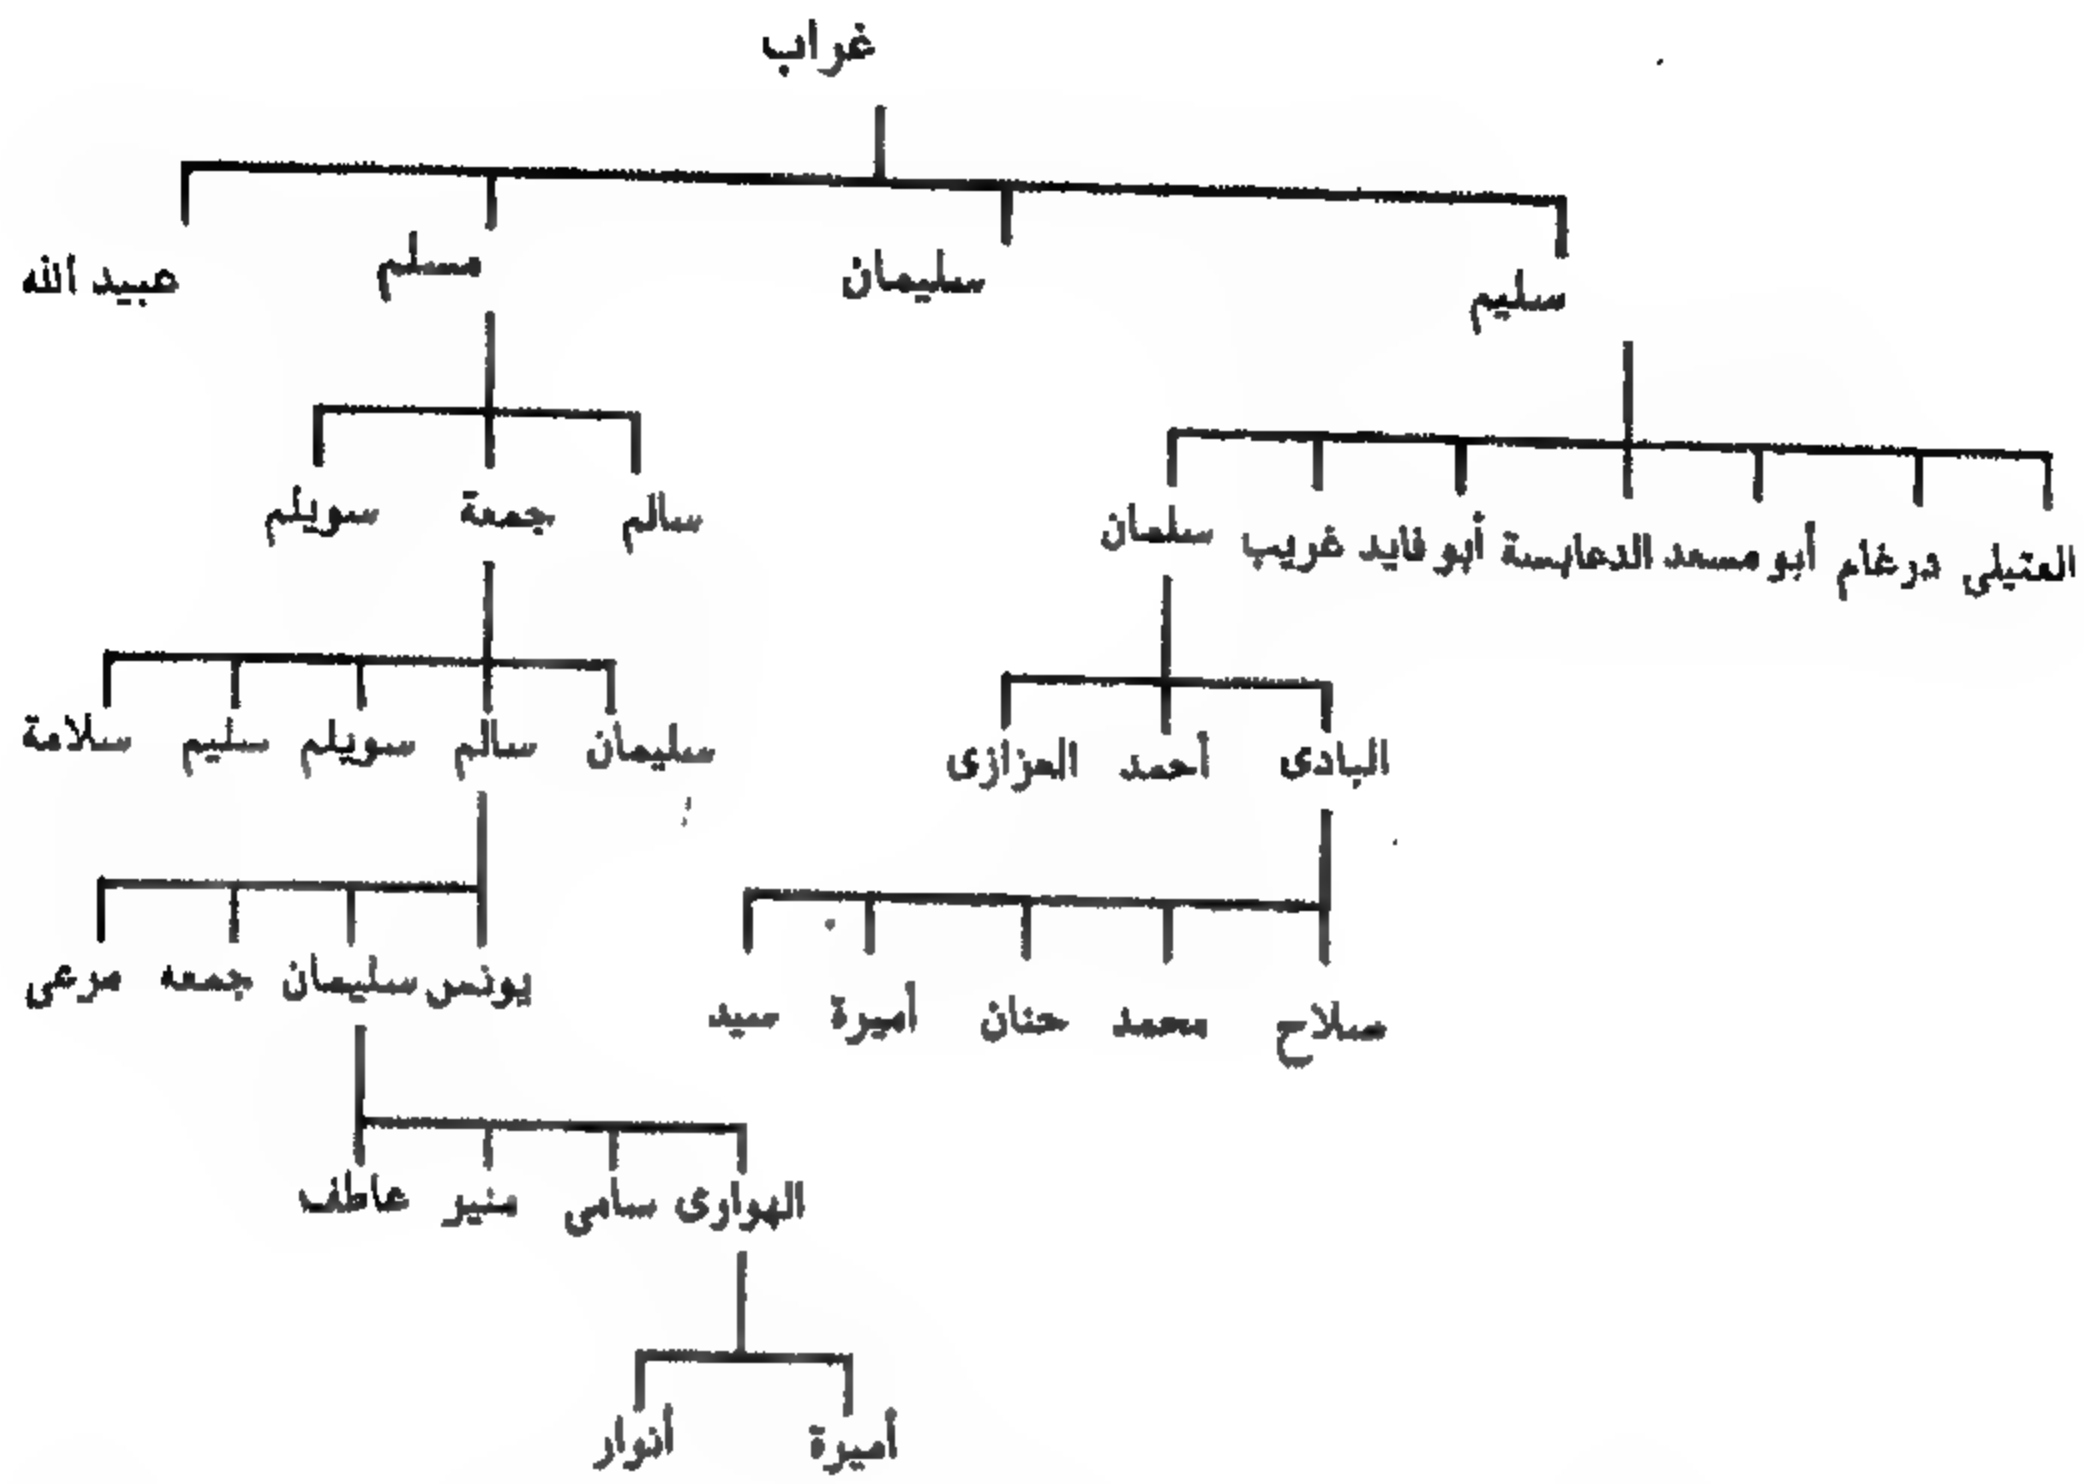 غراب
سليم سليمان مسلم عبيد الله
سالم جمعة سويلم
العتيلى درغام أبو مسعد الدعابسة أبو فايد غريب سلمان
سليمان سالم سويلم سليم سلامة
البادى أحمد العزازى
يونس سليمان جمعه مرعى
صلاح محمد حنان أميرة سيد
الهوارى سامى منير عاطف
أميرة أنوار